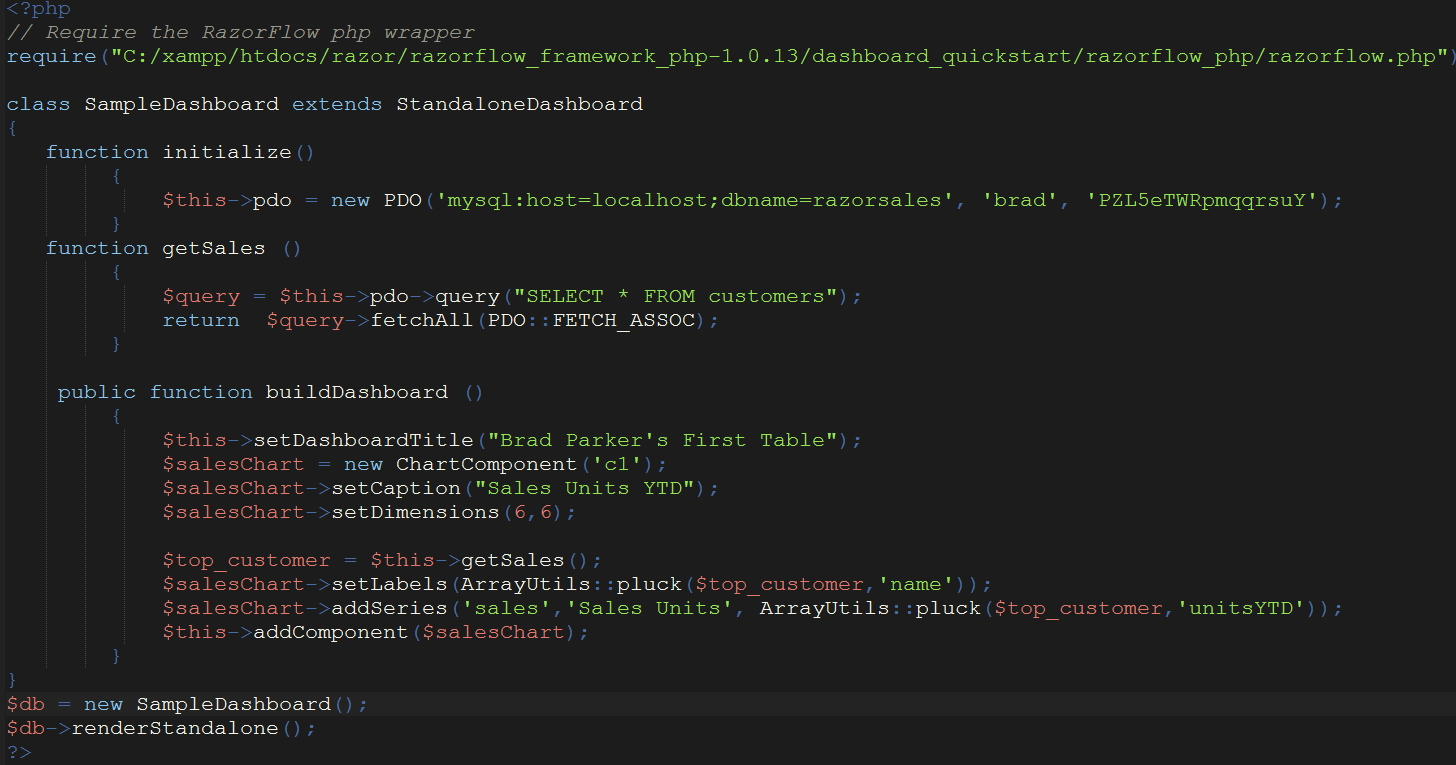 <?php
// Require the RazorFlow php wrapper
require("C:/xampp/htdocs/razor/razorflow_framework_php-1.0.13/dashboard_quickstart/razorflow_php/razorflow.php")
class SampleDashboard extends StandaloneDashboard
{
function initialize()
{
$this->pdo = new PDO('mysql:host=localhost;dbname=razorsales', 'brad', 'PZL5eTWRpmqqrsuY');
}
function getSales ()
{
$query = $this->pdo->query("SELECT * FROM customers");
return  $query->fetchAll(PDO::FETCH_ASSOC);
}
public function buildDashboard ()
{
$this->setDashboardTitle("Brad Parker's First Table");
$salesChart = new ChartComponent('c1');
$salesChart->setCaption("Sales Units YTD");
$salesChart->setDimensions(6,6);
$top_customer = $this->getSales();
$salesChart->setLabels(ArrayUtils::pluck($top_customer,'name'));
$salesChart->addSeries('sales','Sales Units', ArrayUtils::pluck($top_customer,'unitsYTD'));
$this->addComponent($salesChart);
}
}
$db = new SampleDashboard();
$db->renderStandalone();
?>